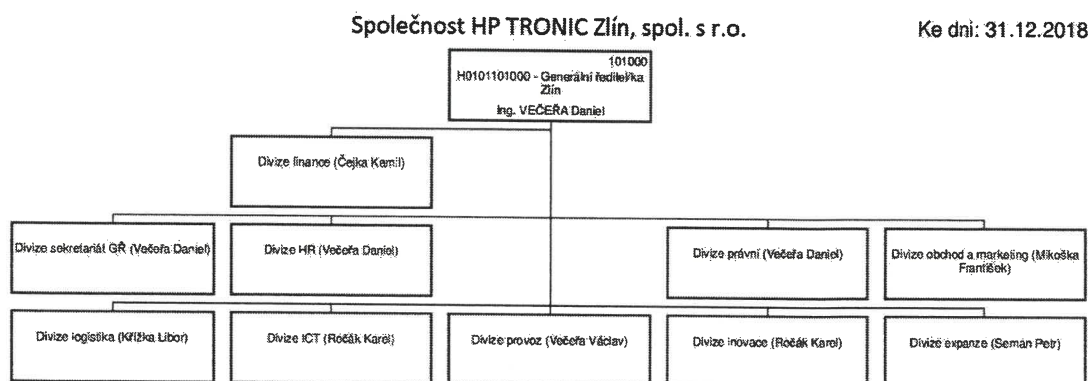 Společnost HP TRONIC Zlín, spol. s r.o.
Ke dni: 31.12.2018
101000
H0101101000 - Generální ředitel/ka
Zlín
Ing. VEČEŘA Daniel
Divize finance (Čejka Kamil)
Divize sekretariát GŘ (Večeřa Daniel)
Divize HR (Večeřa Daniel)
Divize právní (Večeřa Daniel)
Divize obchod a marketing (Mikoška
František)
Divize logistika (Křížka Libor)
Divize ICT (Ročák Karel)
Divize provoz (Večeřa Václav)
Divize inovace (Ročák Karol)
Divize expanze (Seman Petr)